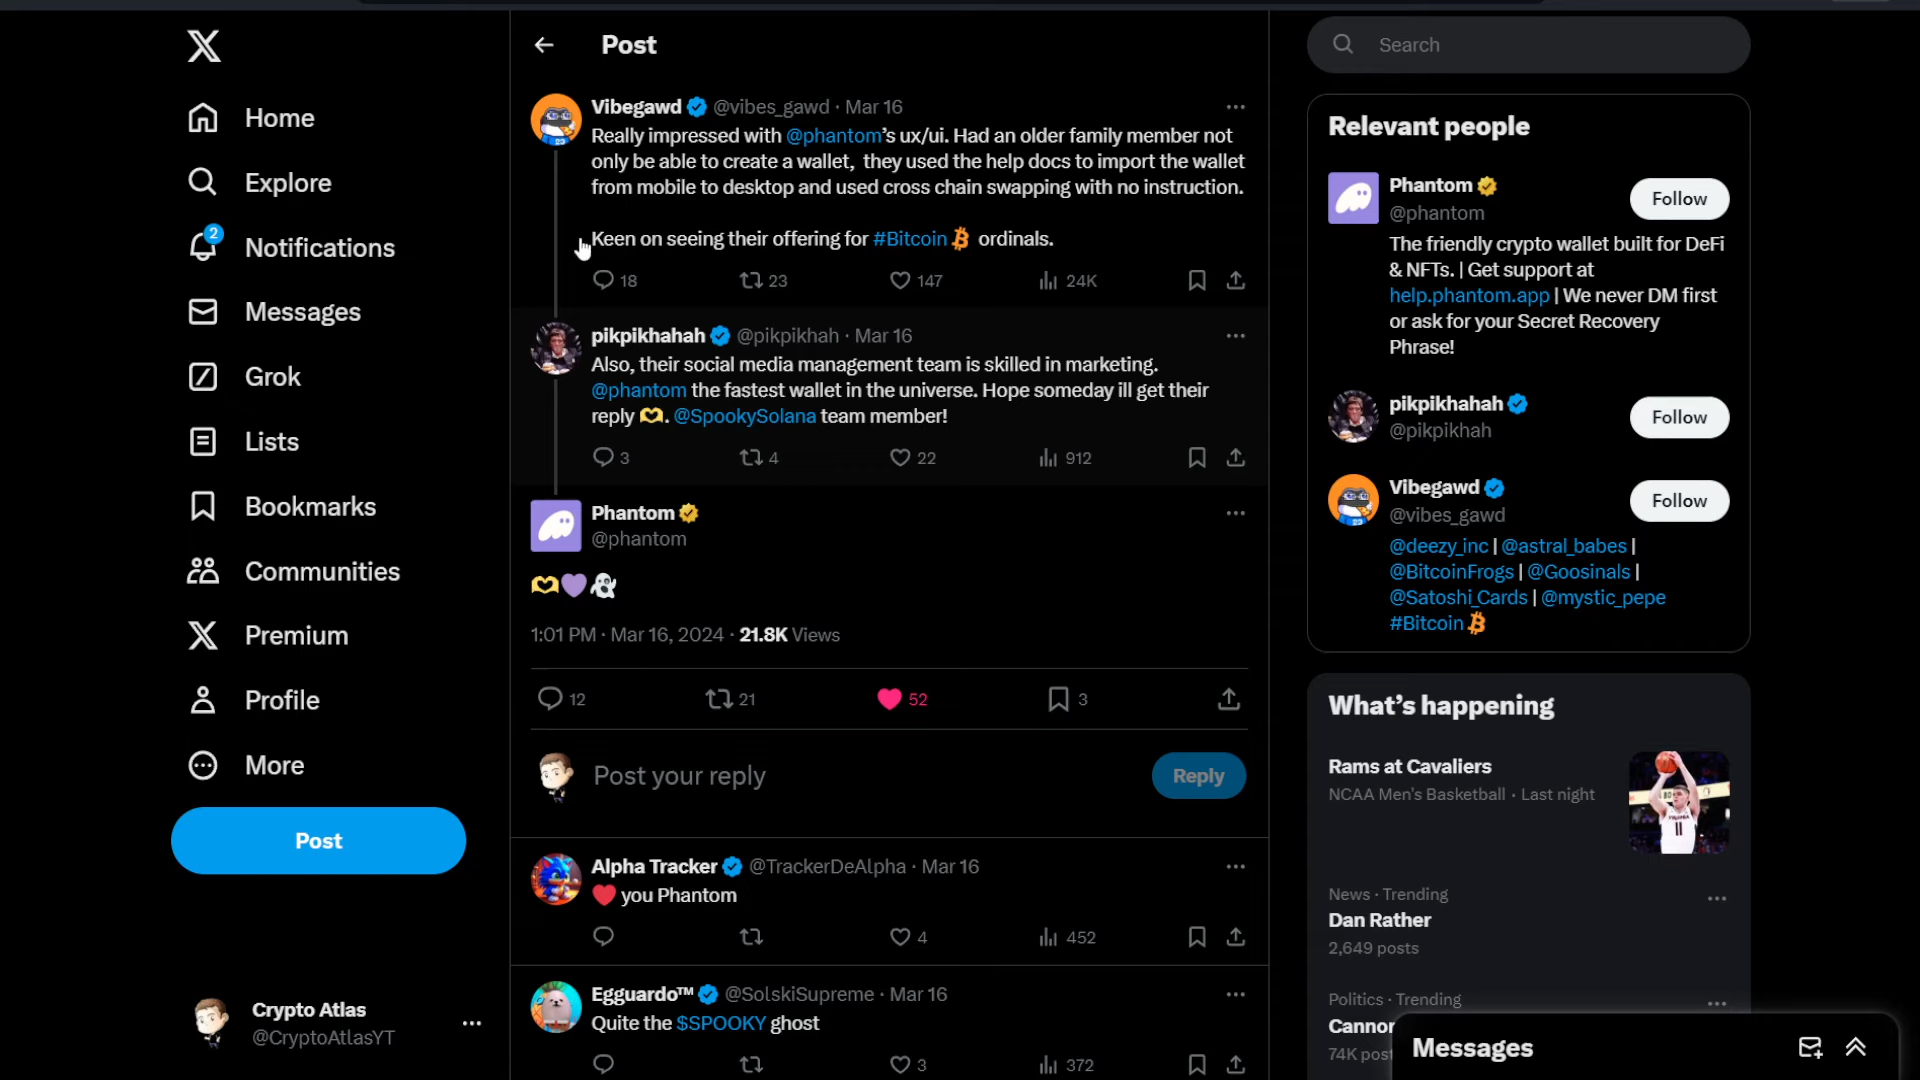 Home
Explore
2
Notifications
Messages
Grok
Lists
Bookmarks
Communities
Premium
Profile
More
Post
Crypto Atlas
@CryptoAtlasYT
Post
Vibegawd @vibes_gawd · Mar 16
Really impressed with @phantom's ux/ui. Had an older family member not
only be able to create a wallet, they used the help docs to import the wallet
from mobile to desktop and used cross chain swapping with no instruction.
Keen on seeing their offering for #Bitcoin ordinals.
18 23 147 24K
pikpikhahah @pikpikhah · Mar 16
Also, their social media management team is skilled in marketing.
@phantom the fastest wallet in the universe. Hope someday ill get their
reply 🫶. @SpookySolana team member!
3 4 22 912
Phantom
@phantom
🫶💜👻
1:01 PM · Mar 16, 2024 · 21.8K Views
12 21 52 3
Post your reply Reply
Alpha Tracker @TrackerDeAlpha · Mar 16
❤️ you Phantom
4 452
Egguardo™ @SolskiSupreme · Mar 16
Quite the $SPOOKY ghost
3 372
Search
Relevant people
Phantom
@phantom
Follow
The friendly crypto wallet built for DeFi
& NFTs. | Get support at
help.phantom.app | We never DM first
or ask for your Secret Recovery
Phrase!
pikpikhahah
@pikpikhah
Follow
Vibegawd
@vibes_gawd
Follow
@deezy_inc | @astral_babes |
@BitcoinFrogs | @Goosinals |
@Satoshi_Cards | @mystic_pepe
#Bitcoin
What's happening
Rams at Cavaliers
NCAA Men's Basketball · Last night
11
News · Trending
Dan Rather
2,649 posts
Politics · Trending
Cannon
74K post
Messages